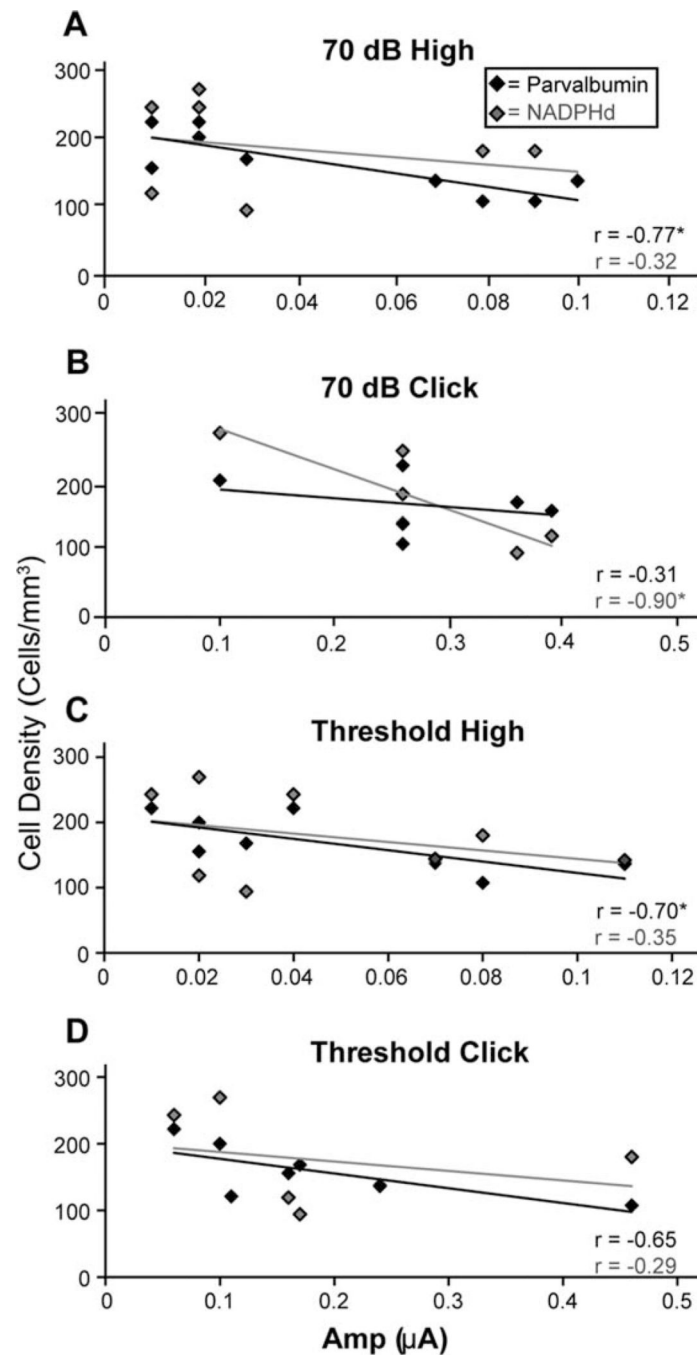 A
70 dB High
300
200
100
0
0 0.02 0.04 0.06 0.08 0.1 0.12
= Parvalbumin
= NADPHd
r = -0.77*
r = -0.32
B
70 dB Click
300
200
100
0
0 0.1 0.2 0.3 0.4 0.5
r = -0.31
r = -0.90*
Cell Density (Cells/mm³)
C
Threshold High
300
200
100
0
0 0.02 0.04 0.06 0.08 0.1 0.12
r = -0.70*
r = -0.35
D
Threshold Click
300
200
100
0
0 0.1 0.2 0.3 0.4 0.5
r = -0.65
r = -0.29
Amp (µA)